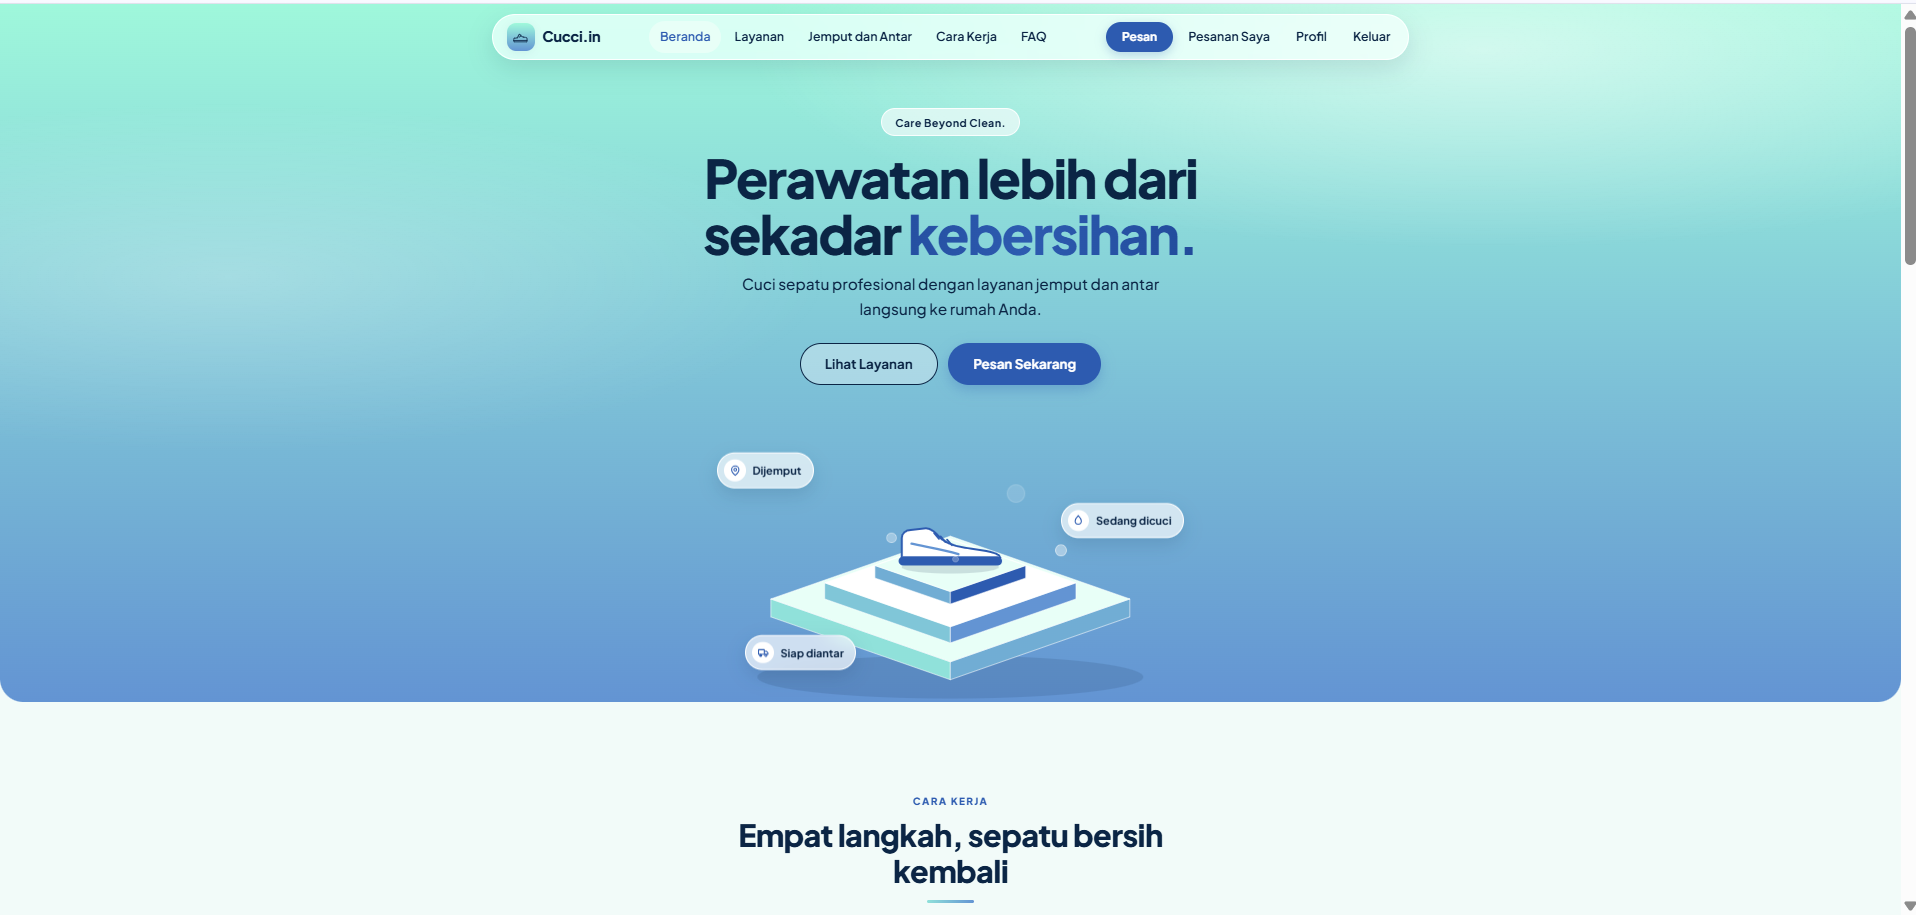 Cucci.in
Beranda
Layanan
Jemput dan Antar
Cara Kerja
FAQ
Pesan
Pesanan Saya
Profil
Keluar
Care Beyond Clean.
Perawatan lebih dari
sekadar kebersihan.
Cuci sepatu profesional dengan layanan jemput dan antar
langsung ke rumah Anda.
Lihat Layanan
Pesan Sekarang
Dijemput
Sedang dicuci
Siap diantar
CARA KERJA
Empat langkah, sepatu bersih
kembali